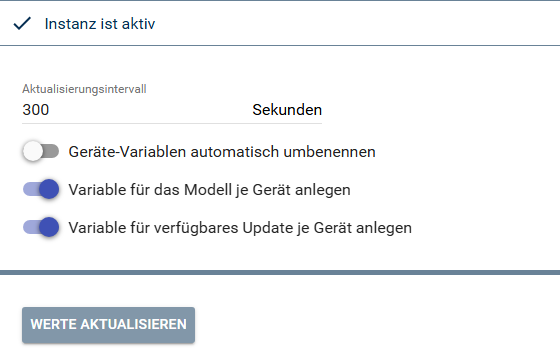 Instanz ist aktiv
Aktualisierungsintervall
300 Sekunden
Geräte-Variablen automatisch umbenennen
Variable für das Modell je Gerät anlegen
Variable für verfügbares Update je Gerät anlegen
WERTE AKTUALISIEREN